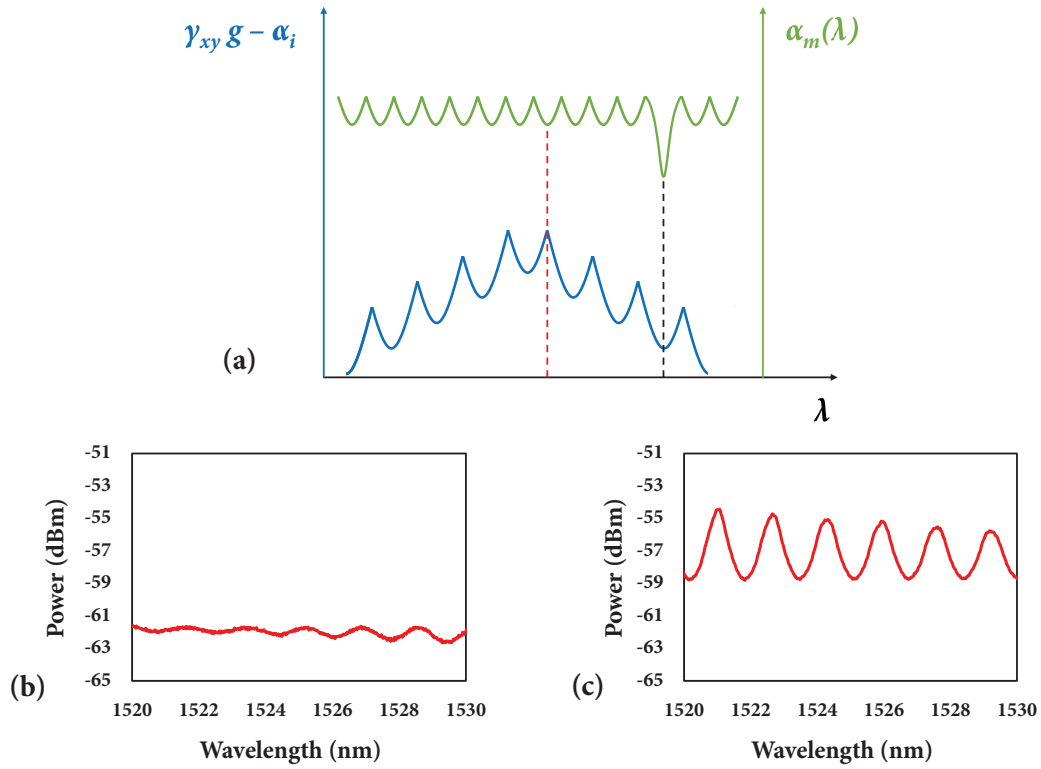 γxy g – αi
αm(λ)
(a)
λ
-51
-53
-55
-57
-59
-61
-63
-65
Power (dBm)
1520 1522 1524 1526 1528 1530
Wavelength (nm)
(b)
-51
-53
-55
-57
-59
-61
-63
-65
Power (dBm)
1520 1522 1524 1526 1528 1530
Wavelength (nm)
(c)